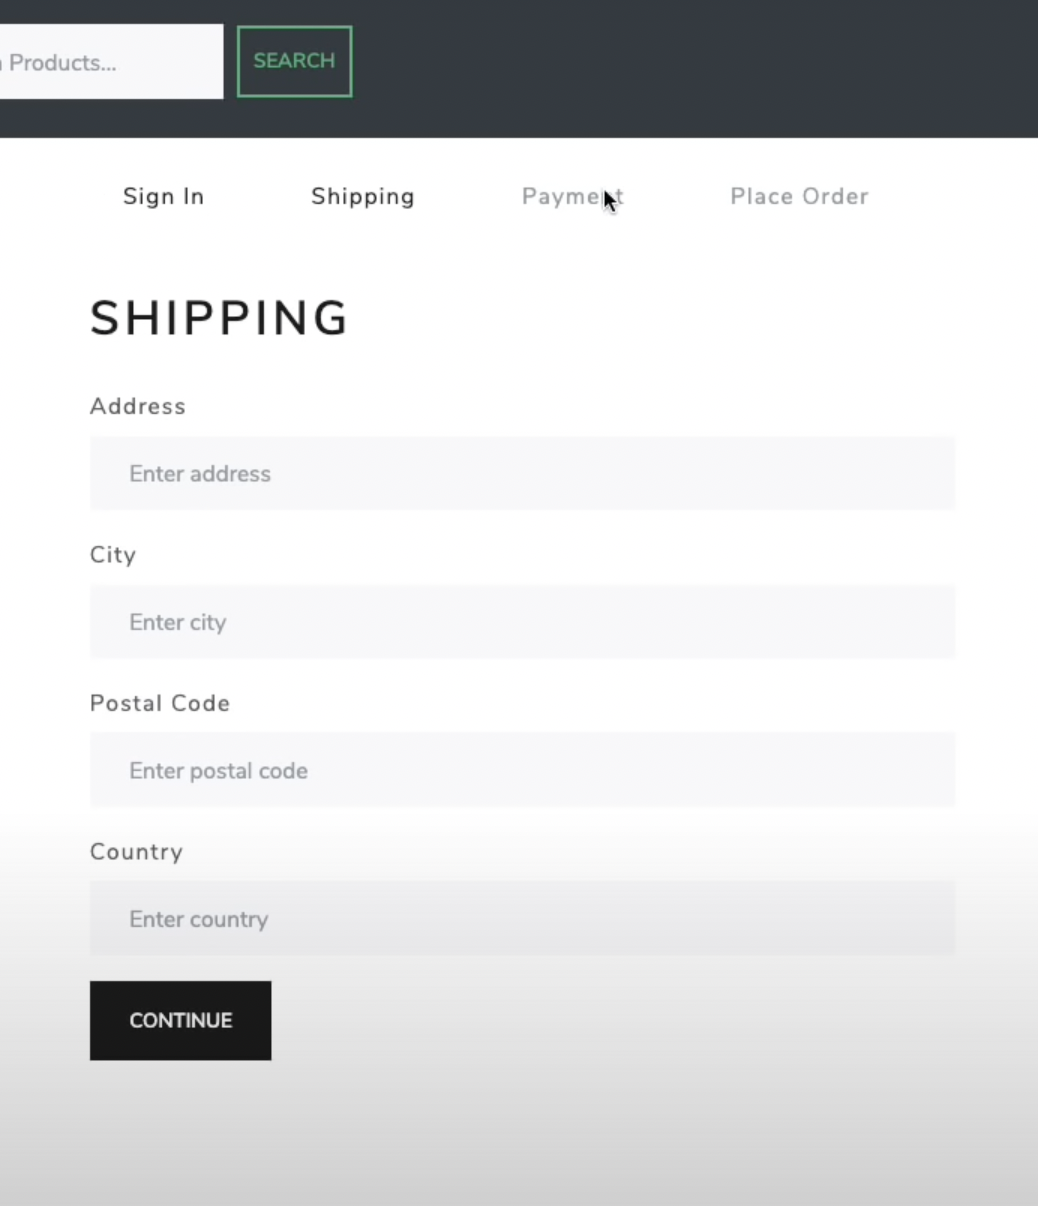 Products...
SEARCH
Sign In
Shipping
Payment
Place Order
SHIPPING
Address
Enter address
City
Enter city
Postal Code
Enter postal code
Country
Enter country
CONTINUE